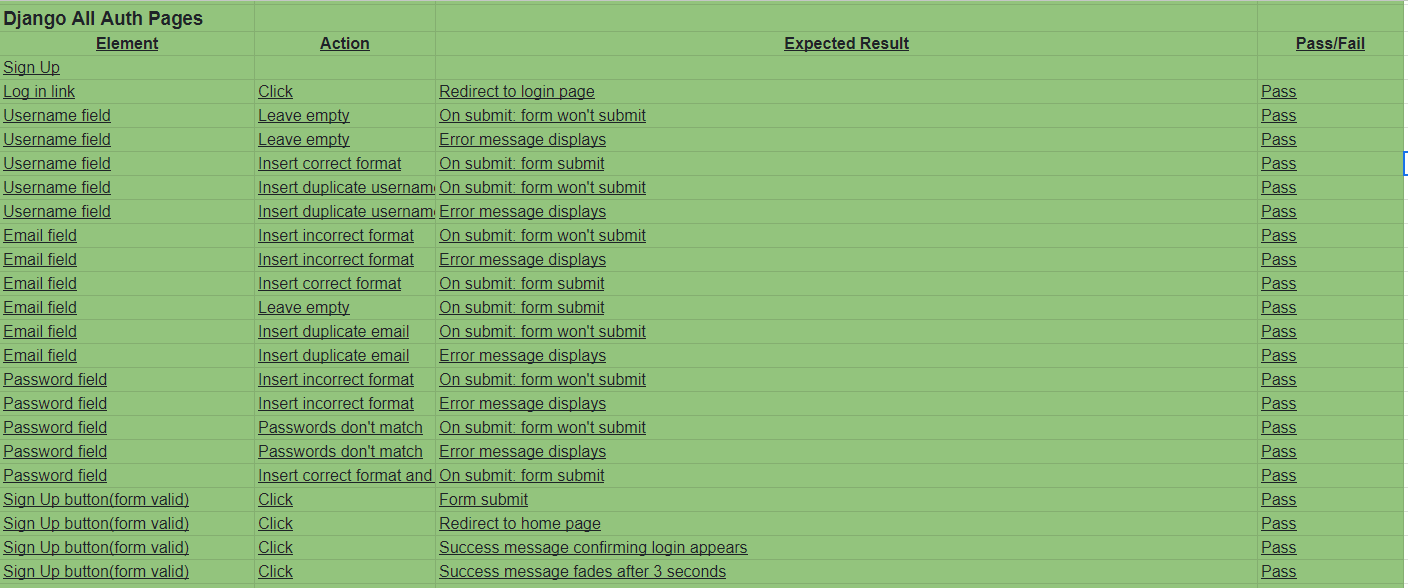 Django All Auth Pages
Element Action Expected Result Pass/Fail
Sign Up
Log in link Click Redirect to login page Pass
Username field Leave empty On submit: form won't submit Pass
Username field Leave empty Error message displays Pass
Username field Insert correct format On submit: form submit Pass
Username field Insert duplicate usernam On submit: form won't submit Pass
Username field Insert duplicate usernam Error message displays Pass
Email field Insert incorrect format On submit: form won't submit Pass
Email field Insert incorrect format Error message displays Pass
Email field Insert correct format On submit: form submit Pass
Email field Leave empty On submit: form submit Pass
Email field Insert duplicate email On submit: form won't submit Pass
Email field Insert duplicate email Error message displays Pass
Password field Insert incorrect format On submit: form won't submit Pass
Password field Insert incorrect format Error message displays Pass
Password field Passwords don't match On submit: form won't submit Pass
Password field Passwords don't match Error message displays Pass
Password field Insert correct format and On submit: form submit Pass
Sign Up button(form valid) Click Form submit Pass
Sign Up button(form valid) Click Redirect to home page Pass
Sign Up button(form valid) Click Success message confirming login appears Pass
Sign Up button(form valid) Click Success message fades after 3 seconds Pass